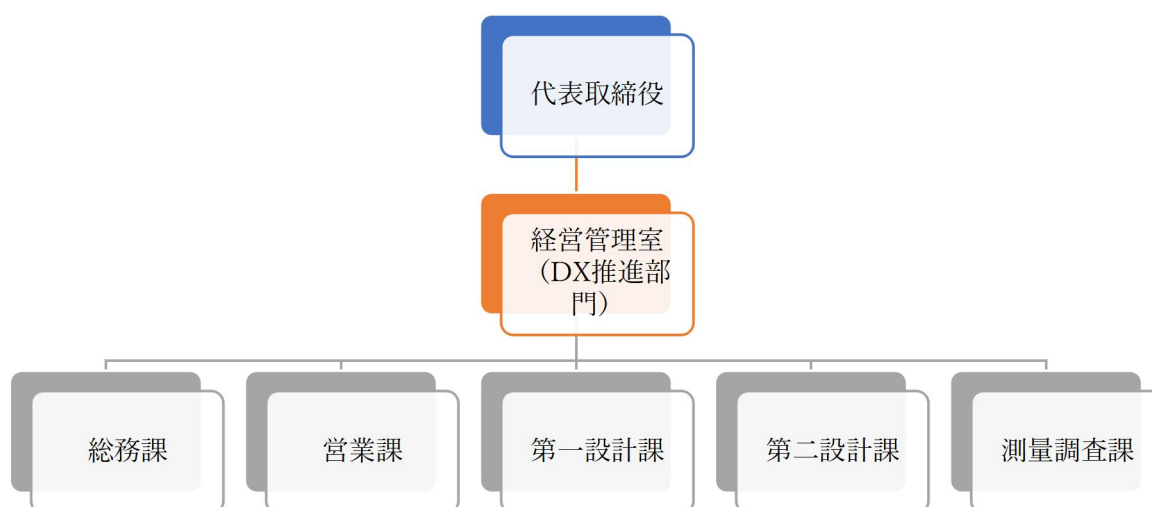 代表取締役
経営管理室
（DX推進部
門）
総務課
営業課
第一設計課
第二設計課
測量調査課